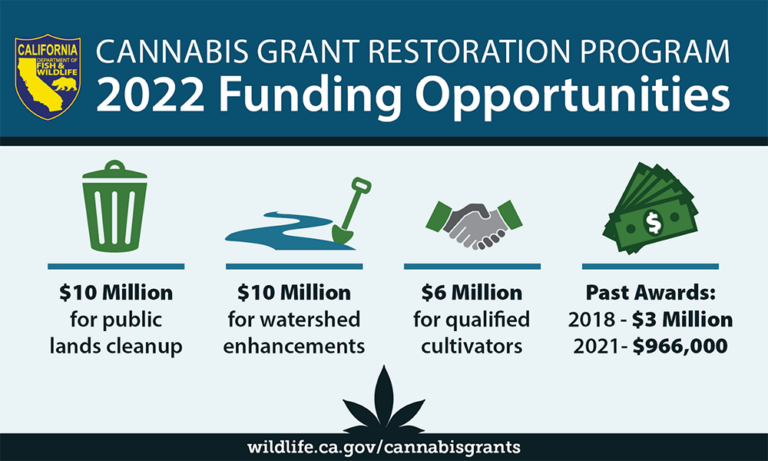 CALIFORNIA
DEPARTMENT OF
FISH &
WILDLIFE
CANNABIS GRANT RESTORATION PROGRAM
2022 Funding Opportunities
$10 Million
for public
lands cleanup
$10 Million
for watershed
enhancements
$6 Million
for qualified
cultivators
$
Past Awards:
2018 - $3 Million
2021- $966,000
wildlife.ca.gov/cannabisgrants